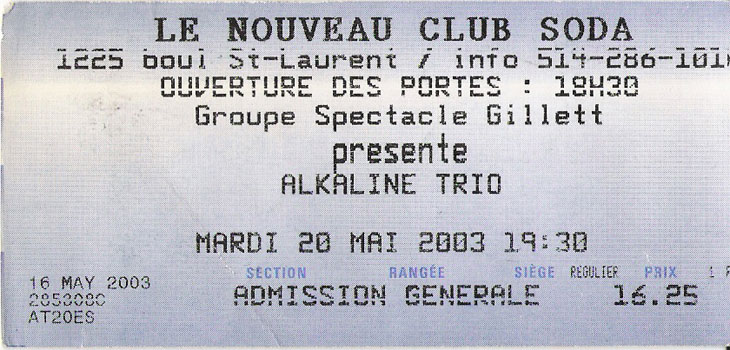 LE NOUVEAU CLUB SODA
1225 boul St-Laurent / info 514-286-101
OUVERTURE DES PORTES : 18H30
Groupe Spectacle Gillett
presente
ALKALINE TRIO
MARDI 20 MAI 2003 19:30
SECTION RANGÉE SIÈGE REGULIER PRIX 1
16 MAY 2003
ADMISSION GENERALE 16.25
2853080
AT20ES